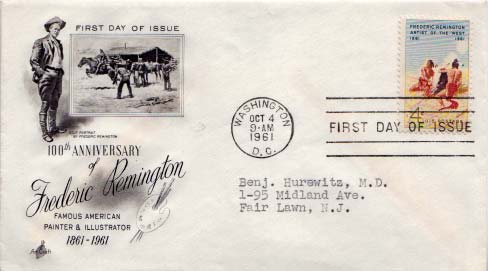 FIRST DAY OF ISSUE
SELF PORTRAIT
BY FREDERIC REMINGTON
100th ANNIVERSARY
of
Frederic Remington
FAMOUS AMERICAN
PAINTER & ILLUSTRATOR
1861-1961
ArtCraft
FREDERIC REMINGTON
ARTIST OF THE WEST
1861 1961
4¢
WASHINGTON
OCT 4
9-AM
1961
D.C.
FIRST DAY OF ISSUE
Benj. Hurewitz, M.D.
1-95 Midland Ave.
Fair Lawn, N.J.